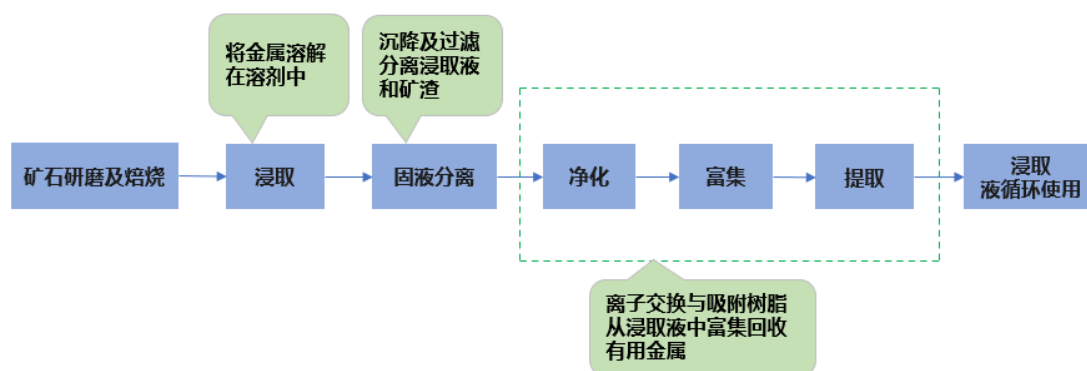 将金属溶解
在溶剂中
沉降及过滤
分离浸取液
和矿渣
矿石研磨及焙烧
浸取
固液分离
净化
富集
提取
浸取
液循环使用
离子交换与吸附树脂
从浸取液中富集回收
有用金属